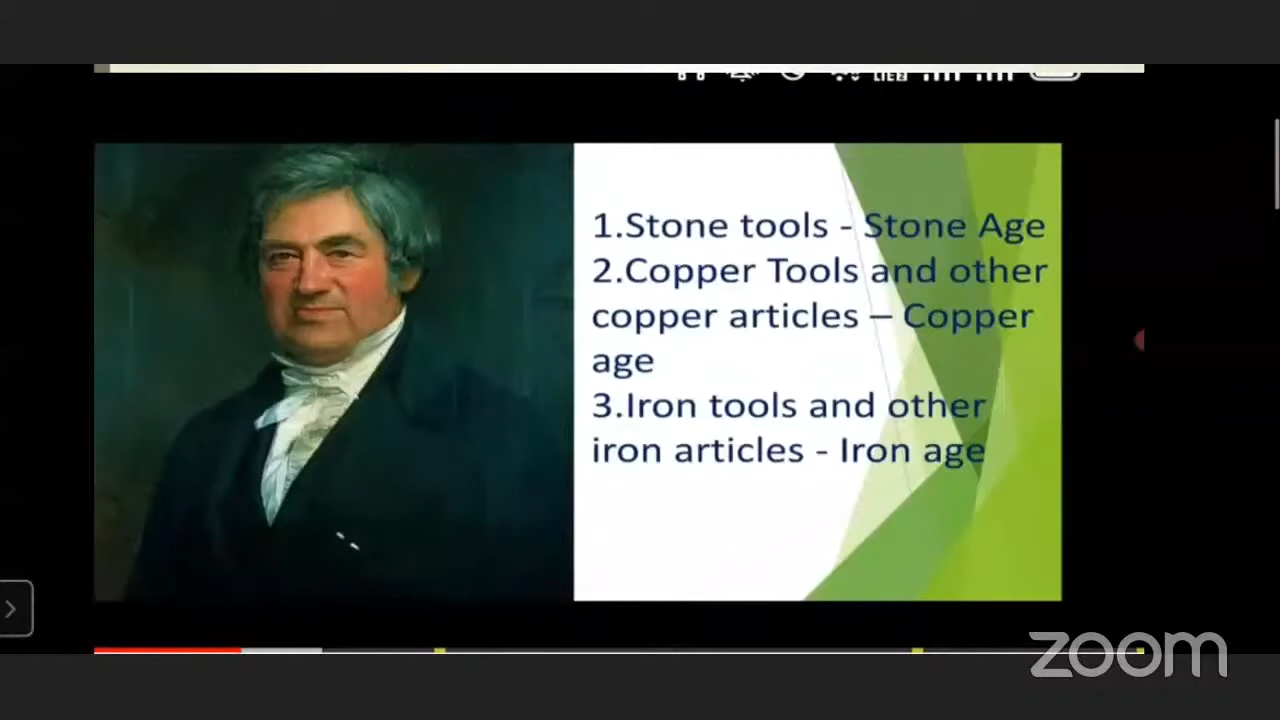 1.Stone tools - Stone Age
2.Copper Tools and other
copper articles – Copper
age
3.Iron tools and other
iron articles - Iron age
zoom